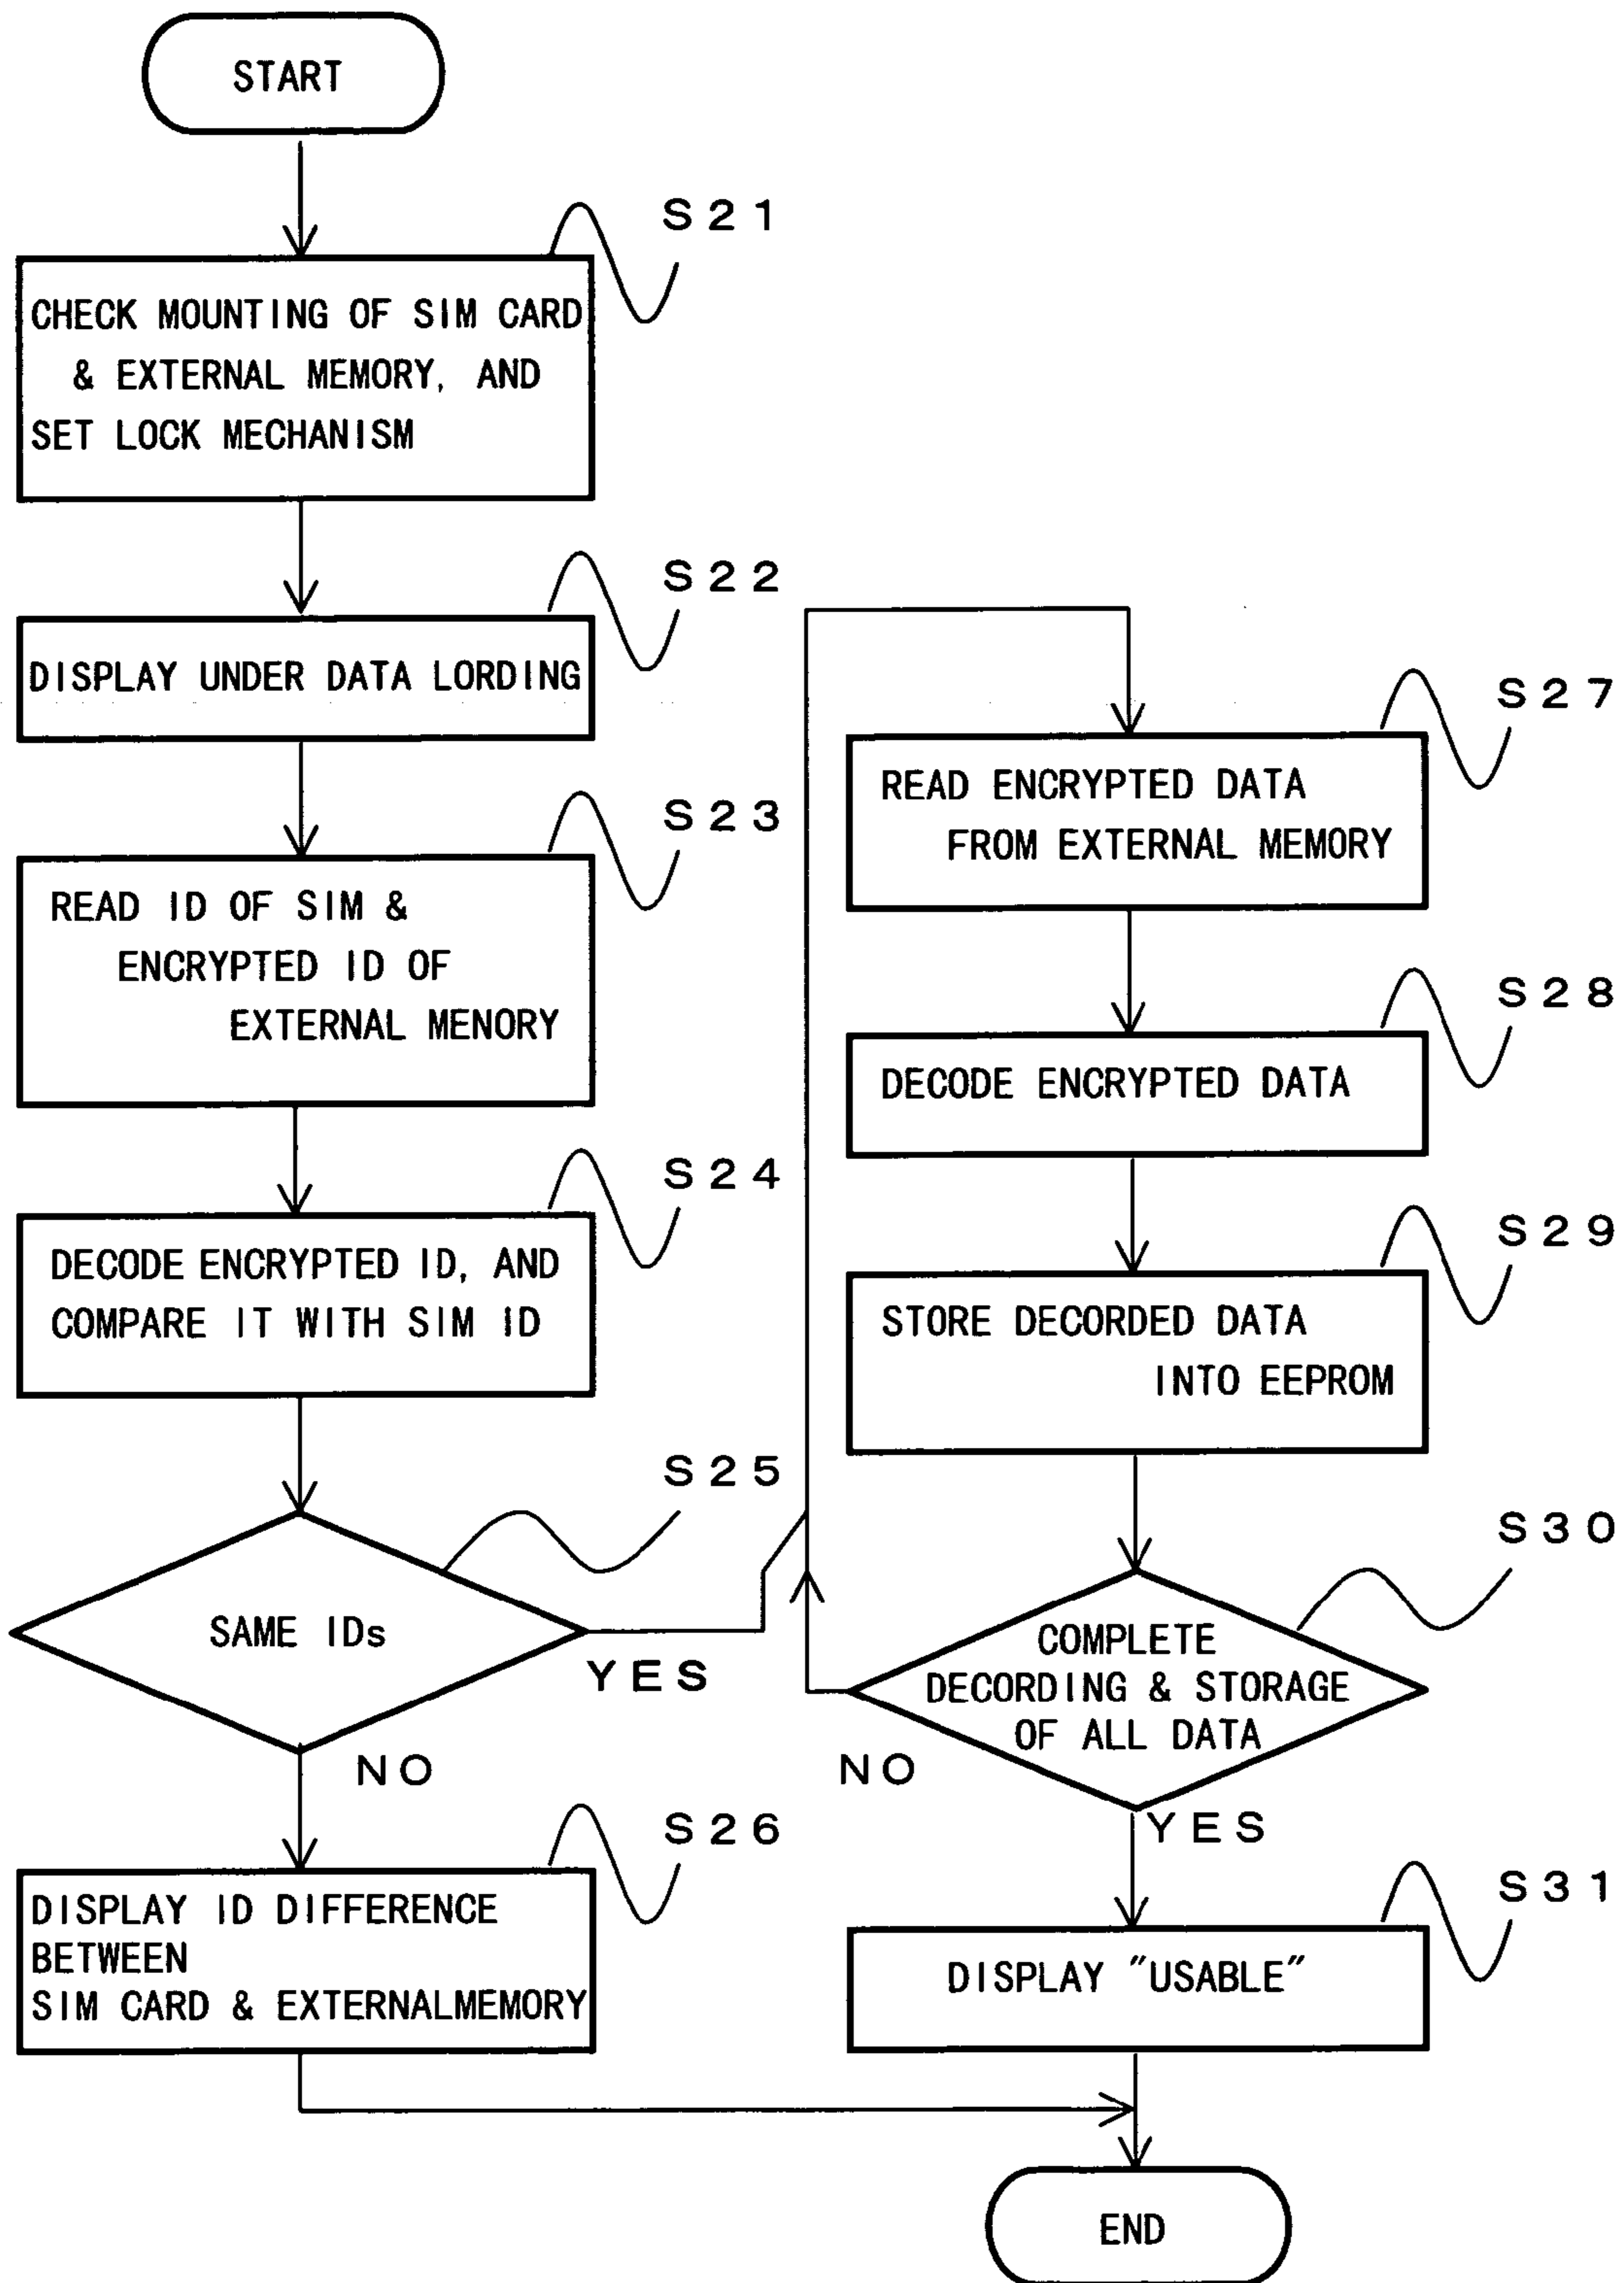 START
S21
CHECK MOUNTING OF SIM CARD
& EXTERNAL MEMORY, AND
SET LOCK MECHANISM
S22
DISPLAY UNDER DATA LORDING
S23
READ ID OF SIM &
ENCRYPTED ID OF
EXTERNAL MENORY
S24
DECODE ENCRYPTED ID, AND
COMPARE IT WITH SIM ID
S25
SAME IDs
YES
NO
S26
DISPLAY ID DIFFERENCE
BETWEEN
SIM CARD & EXTERNALMEMORY
S27
READ ENCRYPTED DATA
FROM EXTERNAL MEMORY
S28
DECODE ENCRYPTED DATA
S29
STORE DECORDED DATA
INTO EEPROM
S30
COMPLETE
DECORDING & STORAGE
OF ALL DATA
NO
YES
S31
DISPLAY "USABLE"
END